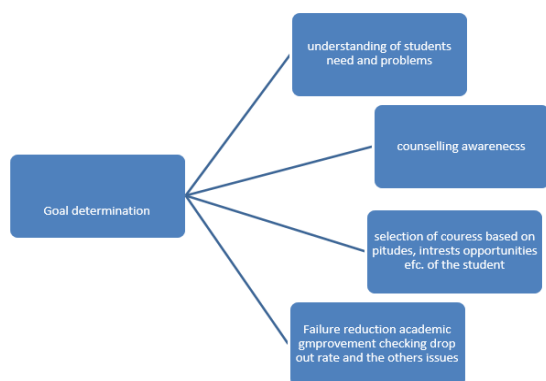 understanding of students
need and problems
counselling awarenecss
Goal determination
selection of couress based on
pitudes, intrests opportunities
efc. of the student
Failure reduction academic
gmprovement checking drop
out rate and the others issues